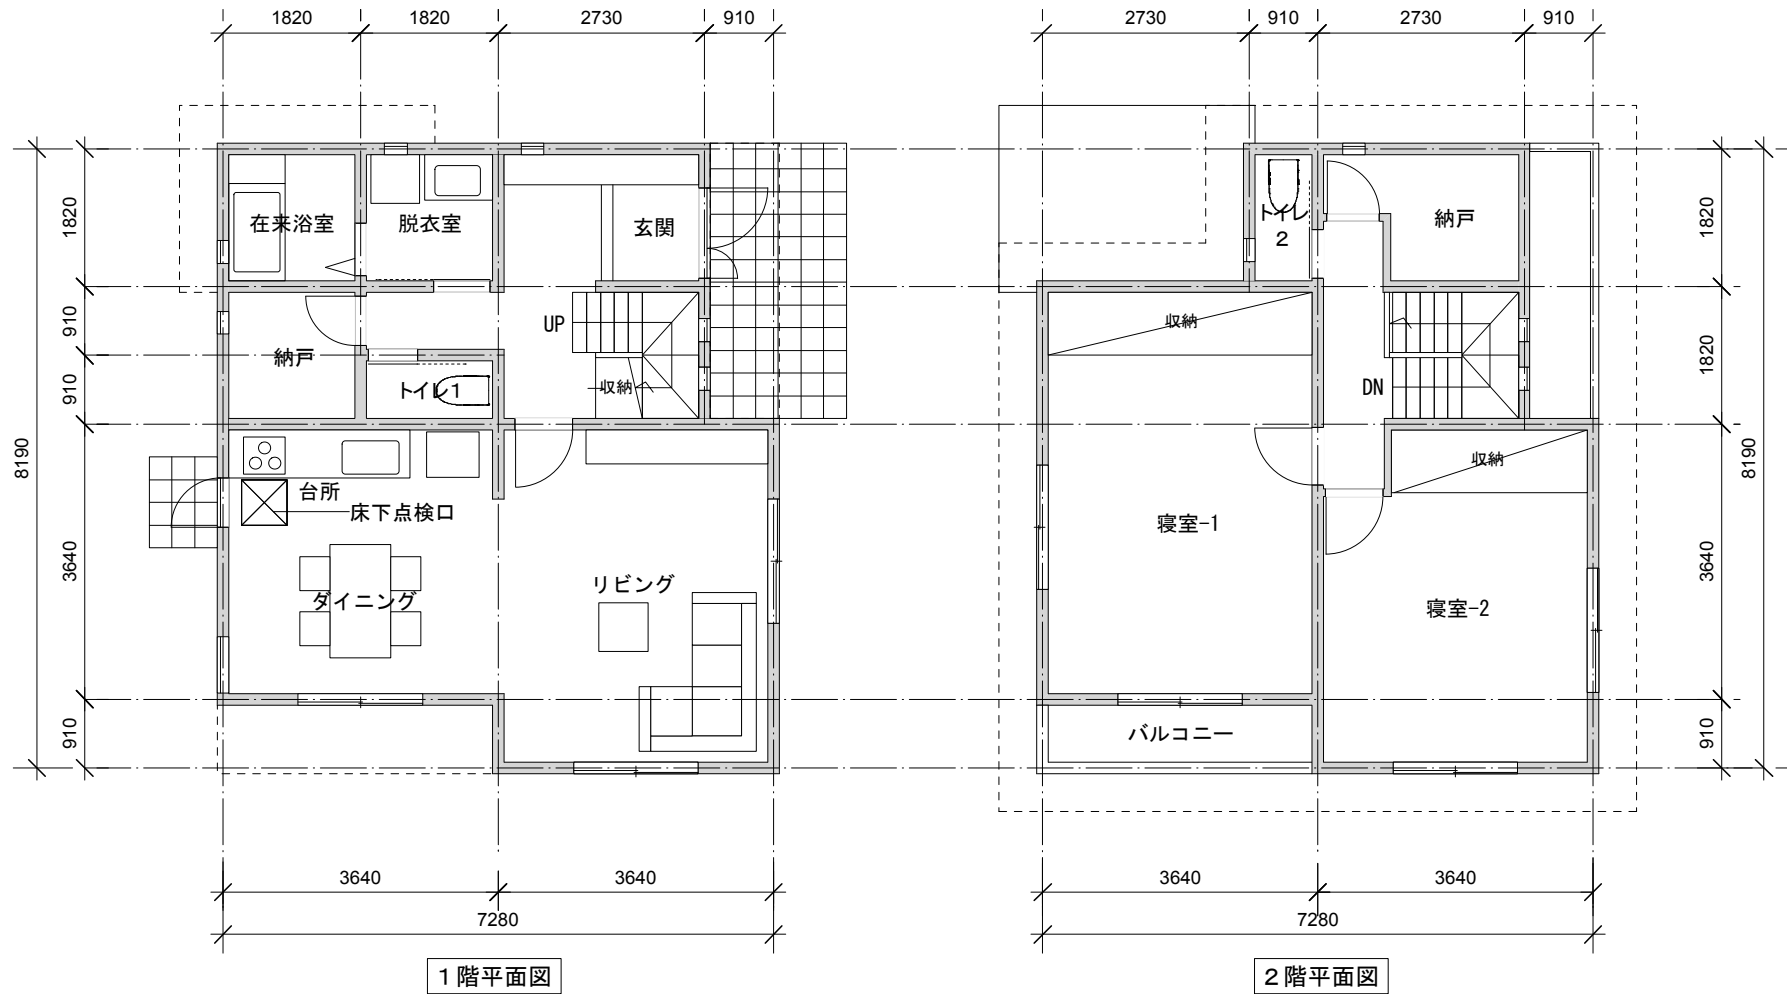 1820
1820
2730
910
8190
1820
910
910
3640
910
在来浴室
脱衣室
玄関
納戸
UP
トイレ1
収納
台所
床下点検口
ダイニング
リビング
3640
3640
7280
1階平面図
2730
910
2730
910
トイレ
2
納戸
収納
DN
収納
寝室-1
寝室-2
バルコニー
1820
1820
3640
910
8190
3640
3640
7280
2階平面図